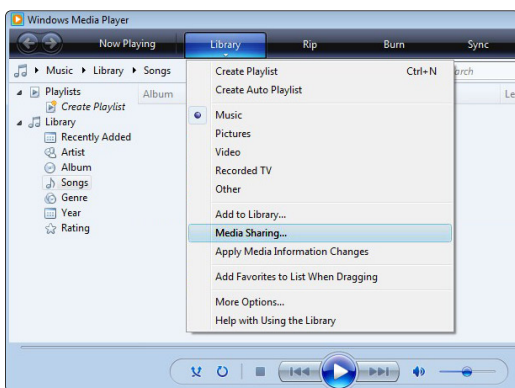 Windows Media Player
Now Playing
Library
Rip
Burn
Sync
Music ▸ Library ▸ Songs
Playlists
Create Playlist
Library
Recently Added
Artist
Album
Songs
Genre
Year
Rating
Album
Create Playlist Ctrl+N
Create Auto Playlist
Music
Pictures
Video
Recorded TV
Other
Add to Library...
Media Sharing...
Apply Media Information Changes
Add Favorites to List When Dragging
More Options...
Help with Using the Library
arch
Le